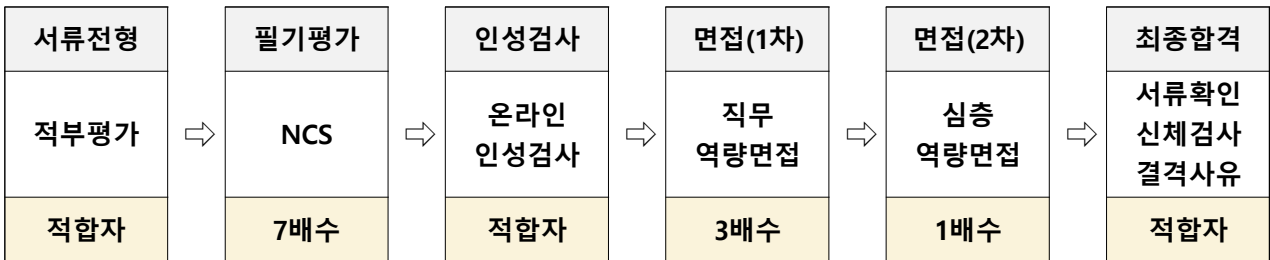 서류전형
적부평가
적합자
⇨
필기평가
NCS
7배수
⇨
인성검사
온라인
인성검사
적합자
⇨
면접(1차)
직무
역량면접
3배수
⇨
면접(2차)
심층
역량면접
1배수
⇨
최종합격
서류확인
신체검사
결격사유
적합자